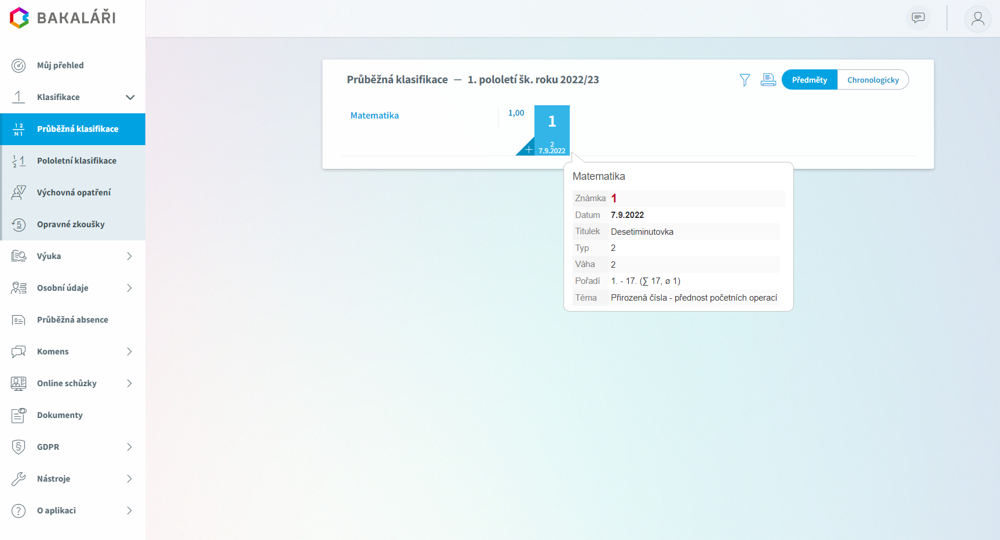 BAKALÁŘI
Můj přehled
Klasifikace
Průběžná klasifikace
Pololetní klasifikace
Výchovná opatření
Opravné zkoušky
Výuka
Osobní údaje
Průběžná absence
Komens
Online schůzky
Dokumenty
GDPR
Nástroje
O aplikaci
Průběžná klasifikace — 1. pololetí šk. roku 2022/23
Předměty
Chronologicky
Matematika
1,00
1
2
7.9.2022
Matematika
Známka 1
Datum 7.9.2022
Titulek Desetiminutovka
Typ 2
Váha 2
Pořadí 1. - 17. (∑ 17, ø 1)
Téma Přirozená čísla - přednost početních operací